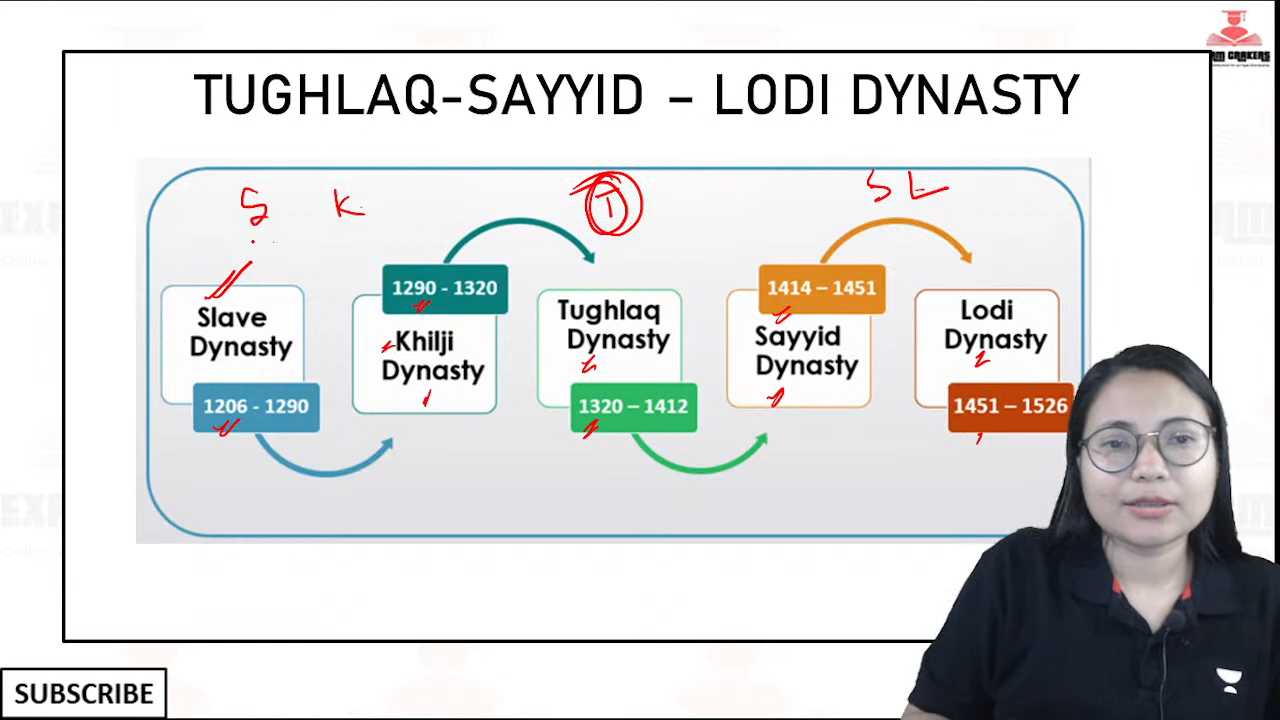 TUGHLAQ-SAYYID – LODI DYNASTY
S K T S L
Slave
Dynasty
1206 - 1290
1290 - 1320
Khilji
Dynasty
Tughlaq
Dynasty
1320 – 1412
1414 – 1451
Sayyid
Dynasty
Lodi
Dynasty
1451 – 1526
SUBSCRIBE